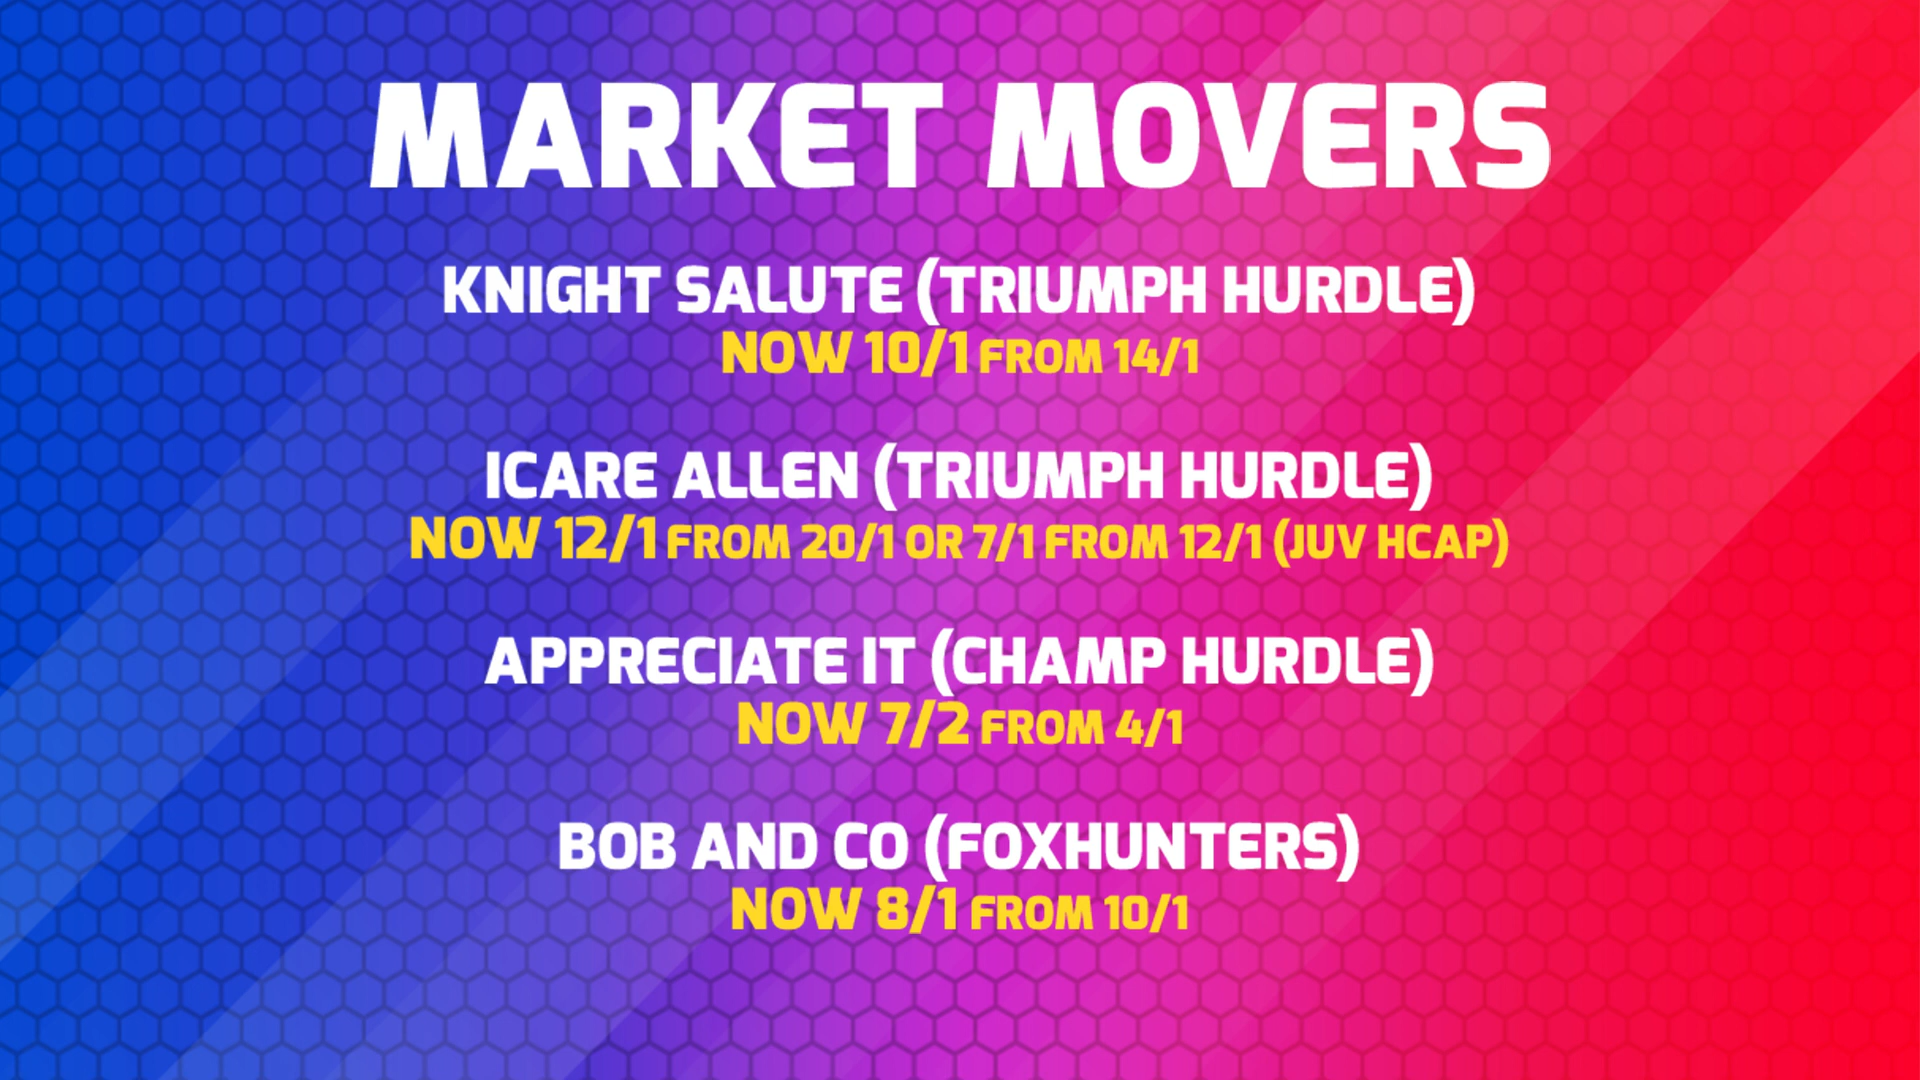 MARKET MOVERS
KNIGHT SALUTE (TRIUMPH HURDLE)
NOW 10/1 FROM 14/1
ICARE ALLEN (TRIUMPH HURDLE)
NOW 12/1 FROM 20/1 OR 7/1 FROM 12/1 (JUV HCAP)
APPRECIATE IT (CHAMP HURDLE)
NOW 7/2 FROM 4/1
BOB AND CO (FOXHUNTERS)
NOW 8/1 FROM 10/1